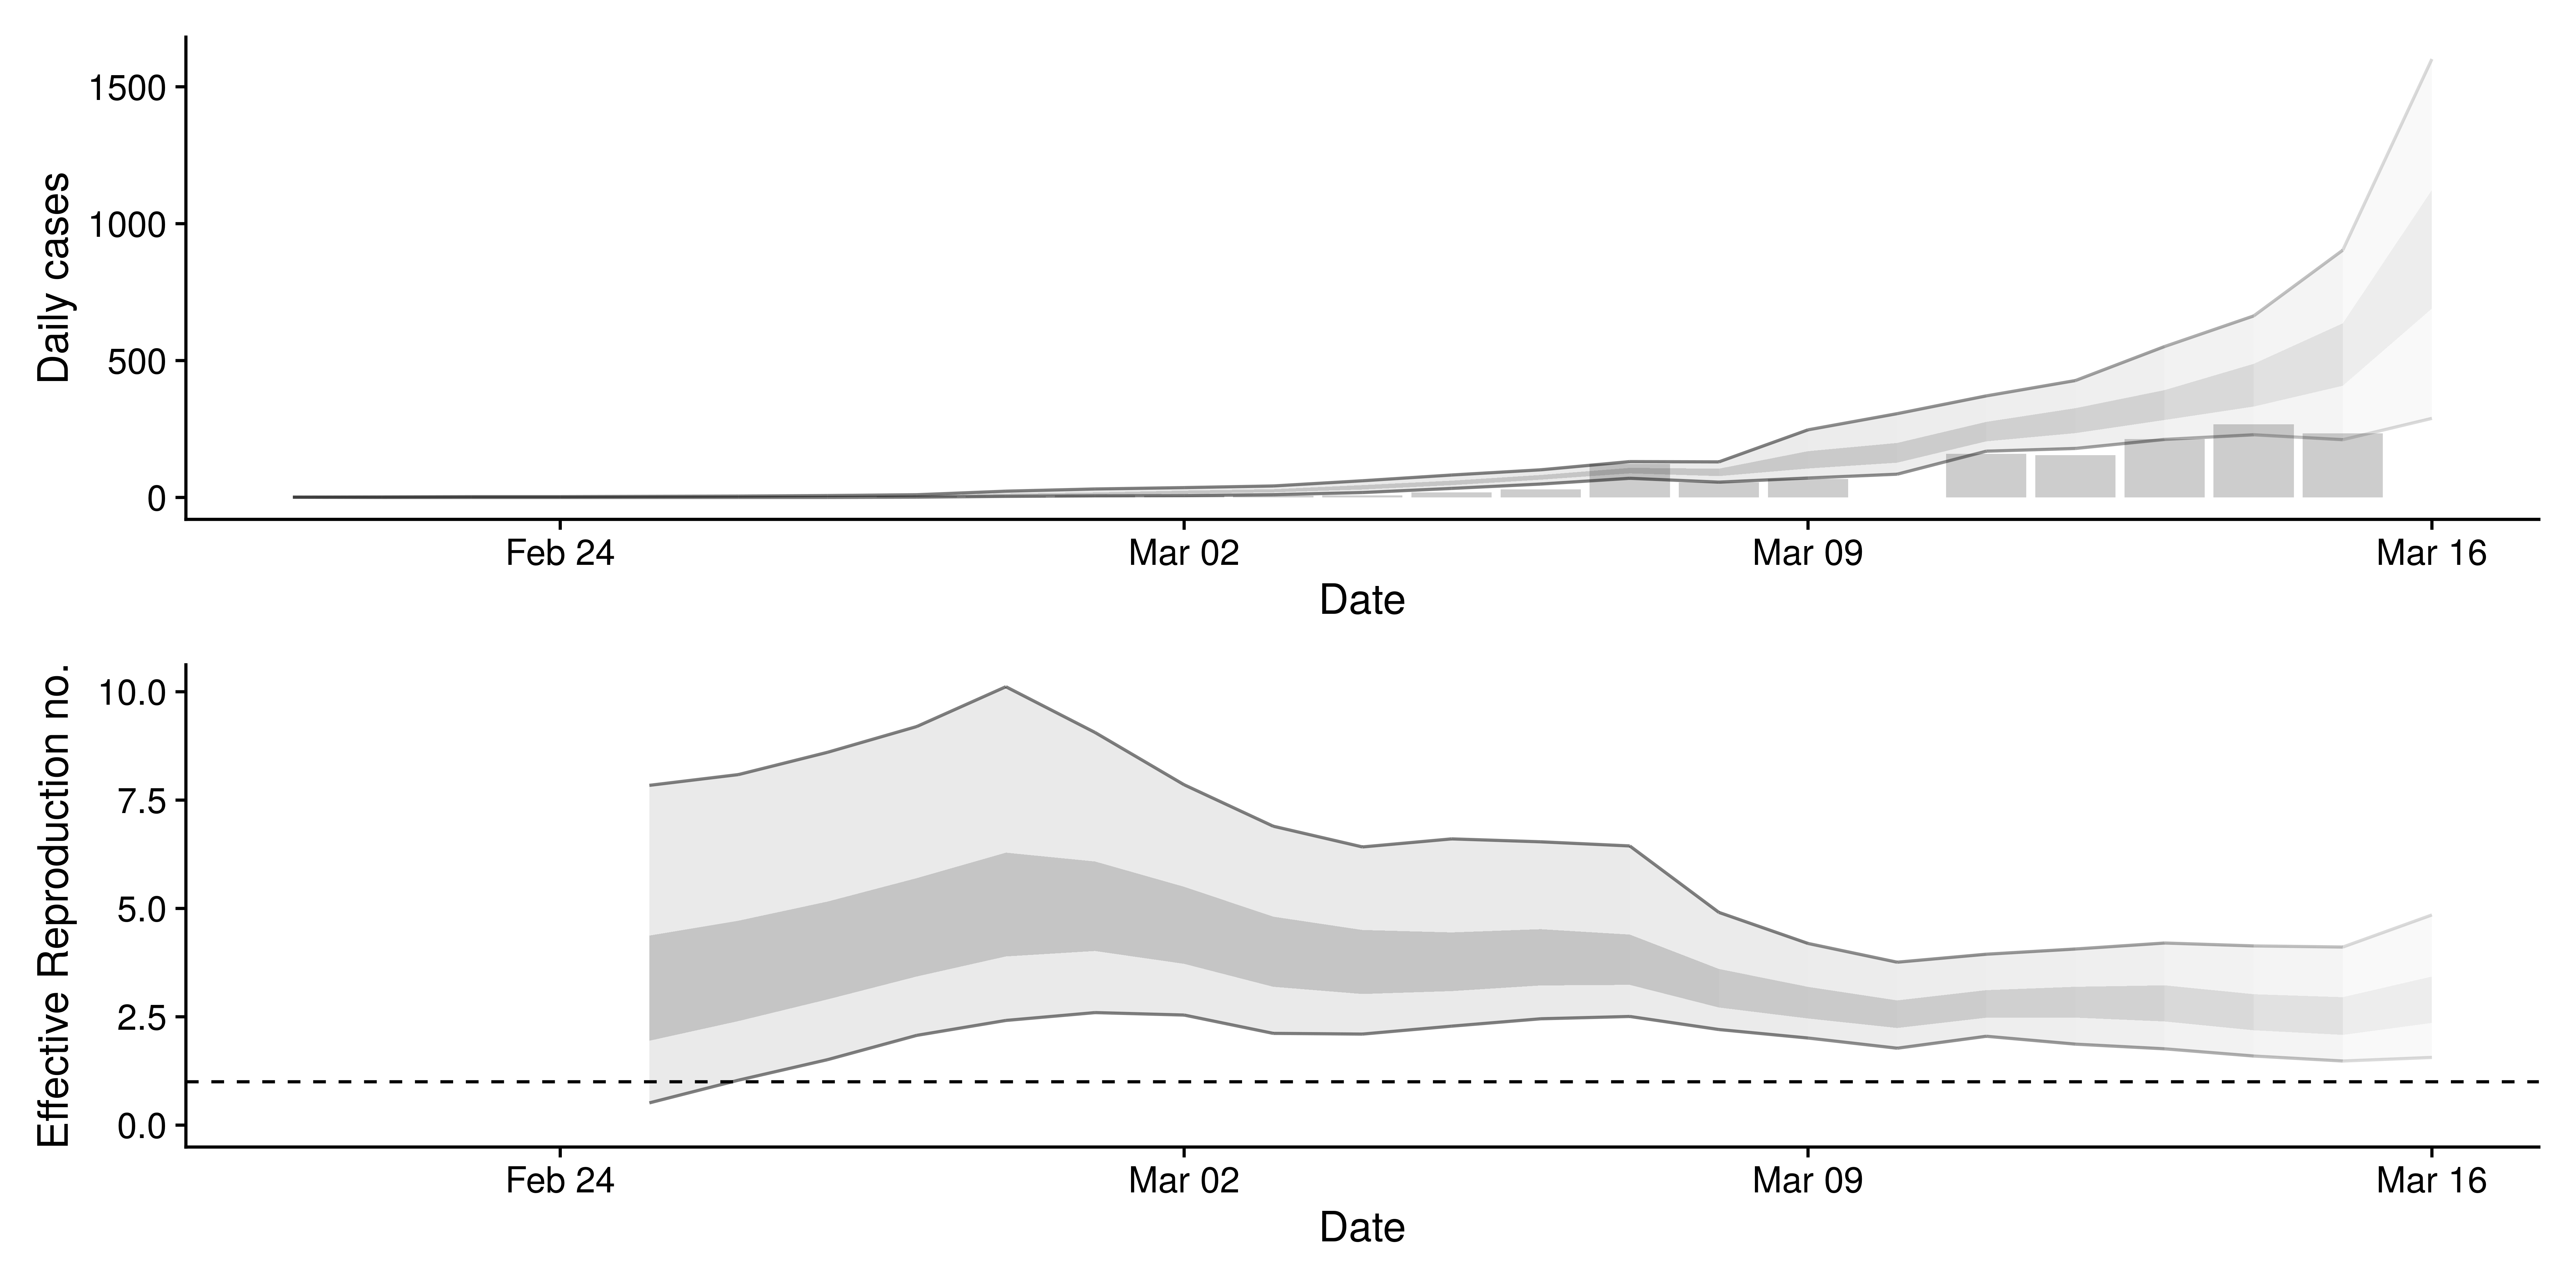 Daily cases
1500
1000
500
0
Feb 24
Mar 02
Mar 09
Mar 16
Date
Effective Reproduction no.
10.0
7.5
5.0
2.5
0.0
Feb 24
Mar 02
Mar 09
Mar 16
Date